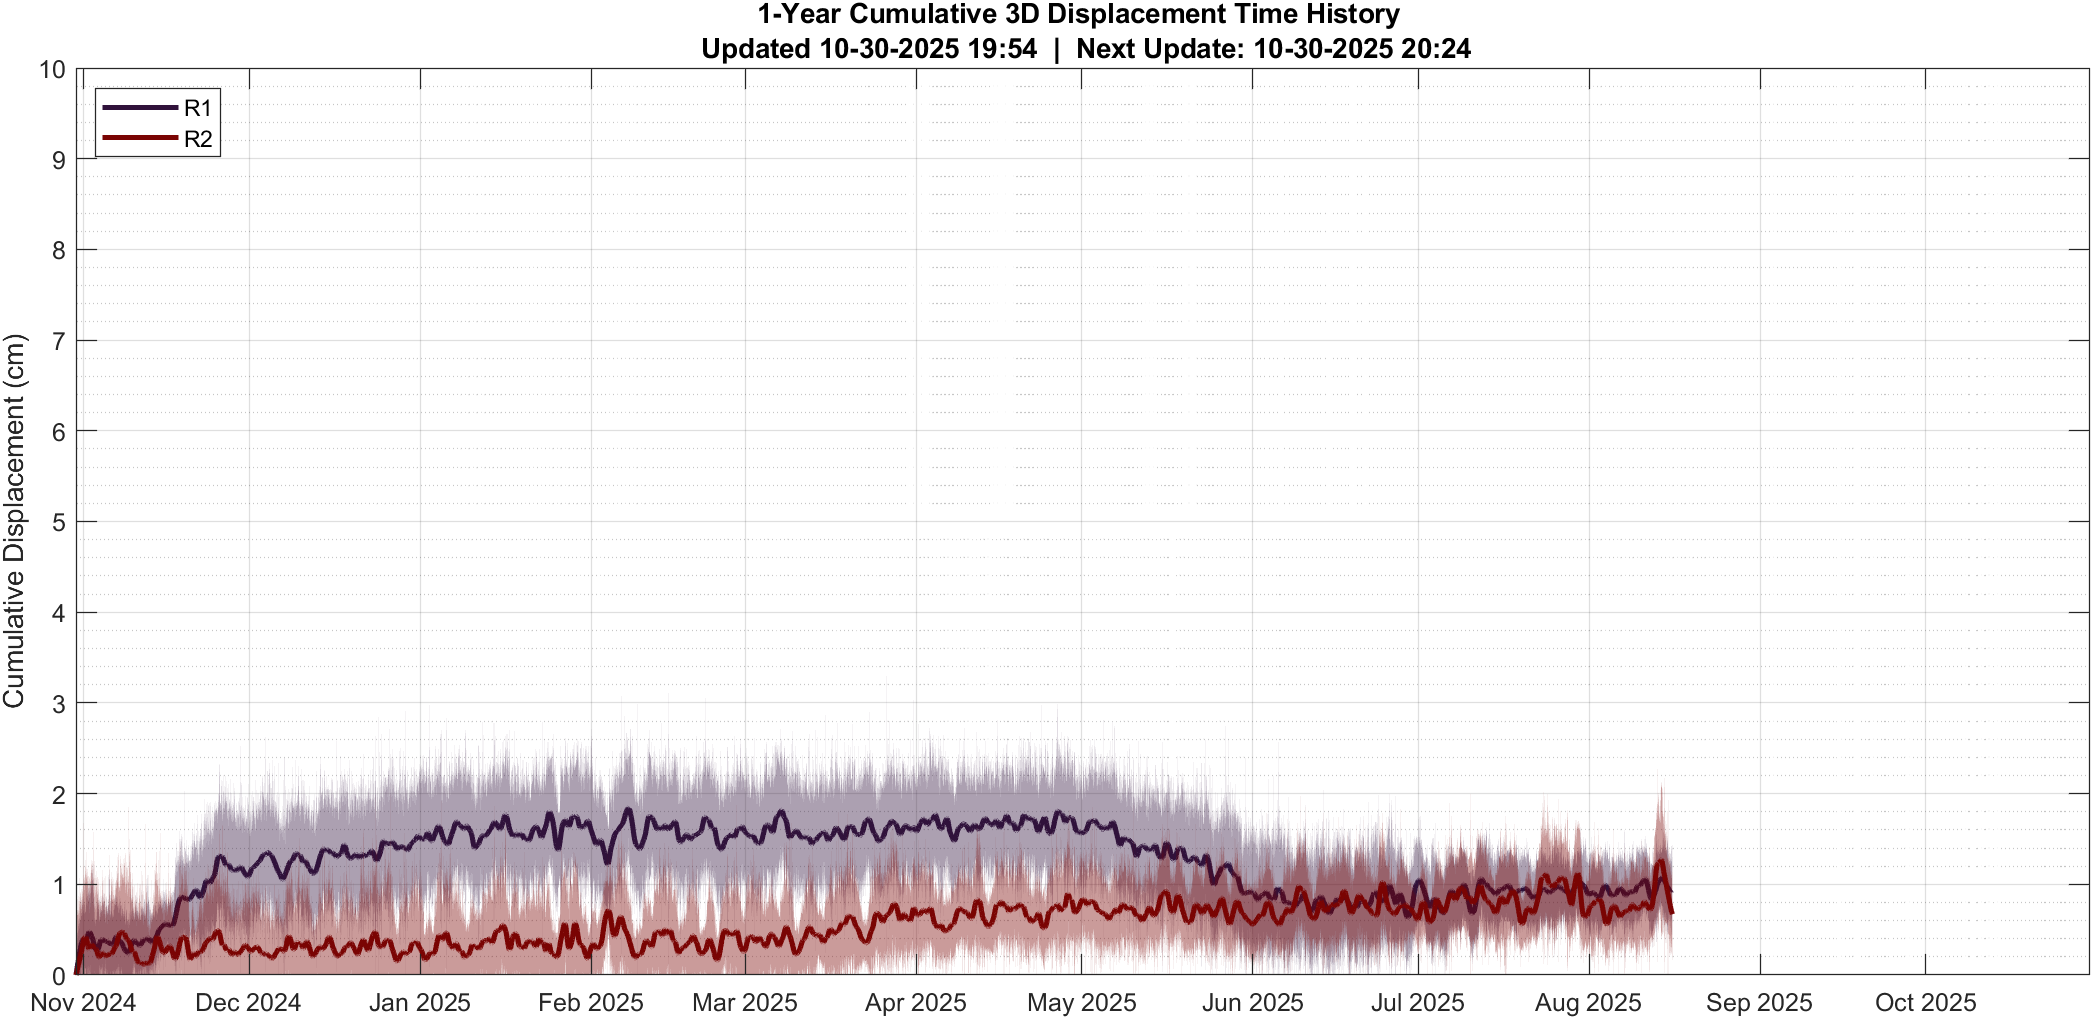 1-Year Cumulative 3D Displacement Time History
Updated 10-30-2025 19:54 | Next Update: 10-30-2025 20:24
R1
R2
Cumulative Displacement (cm)
10
9
8
7
6
5
4
3
2
1
0
Nov 2024 Dec 2024 Jan 2025 Feb 2025 Mar 2025 Apr 2025 May 2025 Jun 2025 Jul 2025 Aug 2025 Sep 2025 Oct 2025